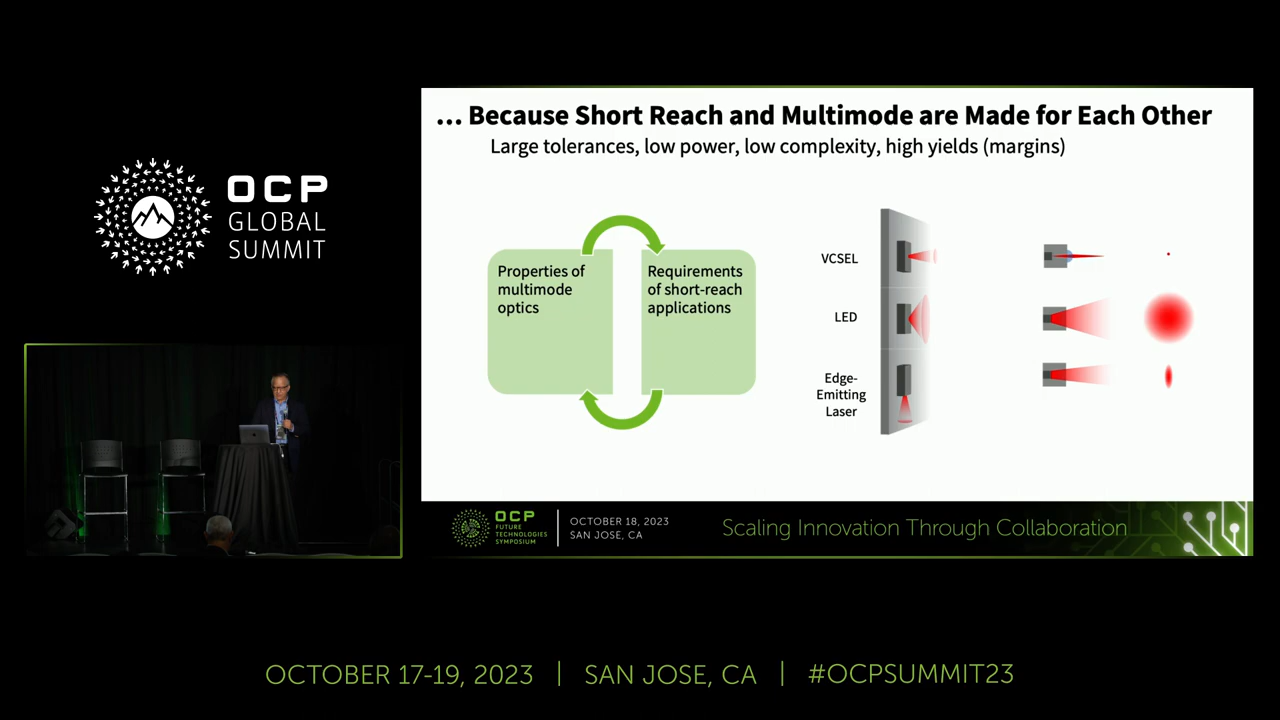 OCP
GLOBAL
SUMMIT
... Because Short Reach and Multimode are Made for Each Other
Large tolerances, low power, low complexity, high yields (margins)
Properties of
multimode
optics
Requirements
of short-reach
applications
VCSEL
LED
Edge-
Emitting
Laser
OCP
FUTURE
TECHNOLOGIES
SYMPOSIUM
OCTOBER 18, 2023
SAN JOSE, CA
Scaling Innovation Through Collaboration
OCTOBER 17-19, 2023 | SAN JOSE, CA | #OCPSUMMIT23